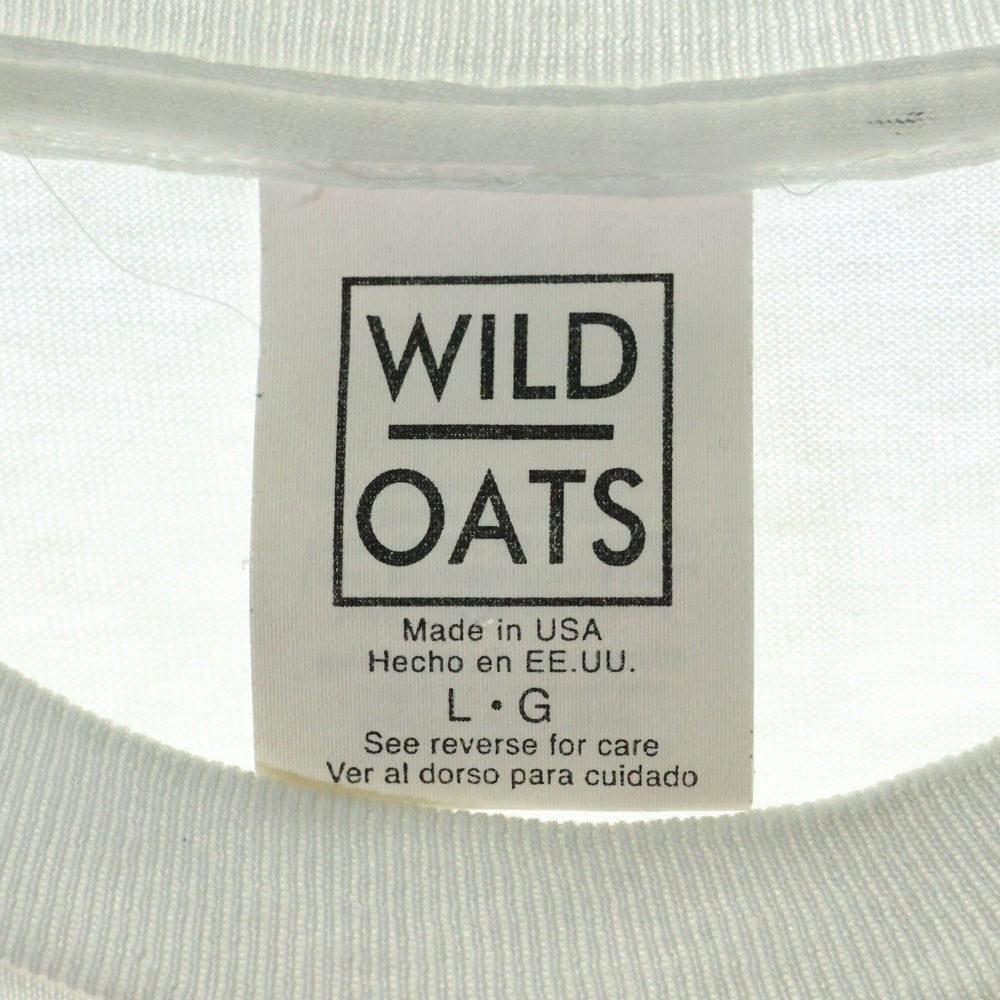 WILD
OATS
Made in USA
Hecho en EE.UU.
L • G
See reverse for care
Ver al dorso para cuidado